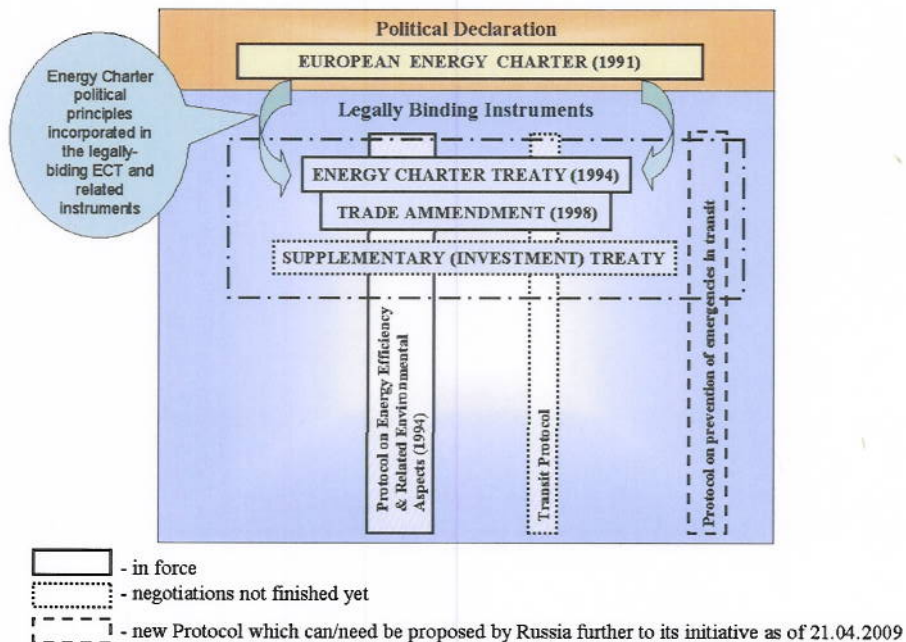 Political Declaration
EUROPEAN ENERGY CHARTER (1991)
Energy Charter
political
principles
incorporated in
the legally-
biding ECT and
related
instruments
Legally Binding Instruments
ENERGY CHARTER TREATY (1994)
TRADE AMMENDMENT (1998)
SUPPLEMENTARY (INVESTMENT) TREATY
Protocol on Energy Efficiency
& Related Environmental
Aspects (1994)
Transit Protocol
Protocol on prevention of emergencies in transit
- in force
- negotiations not finished yet
- new Protocol which can/need be proposed by Russia further to its initiative as of 21.04.2009